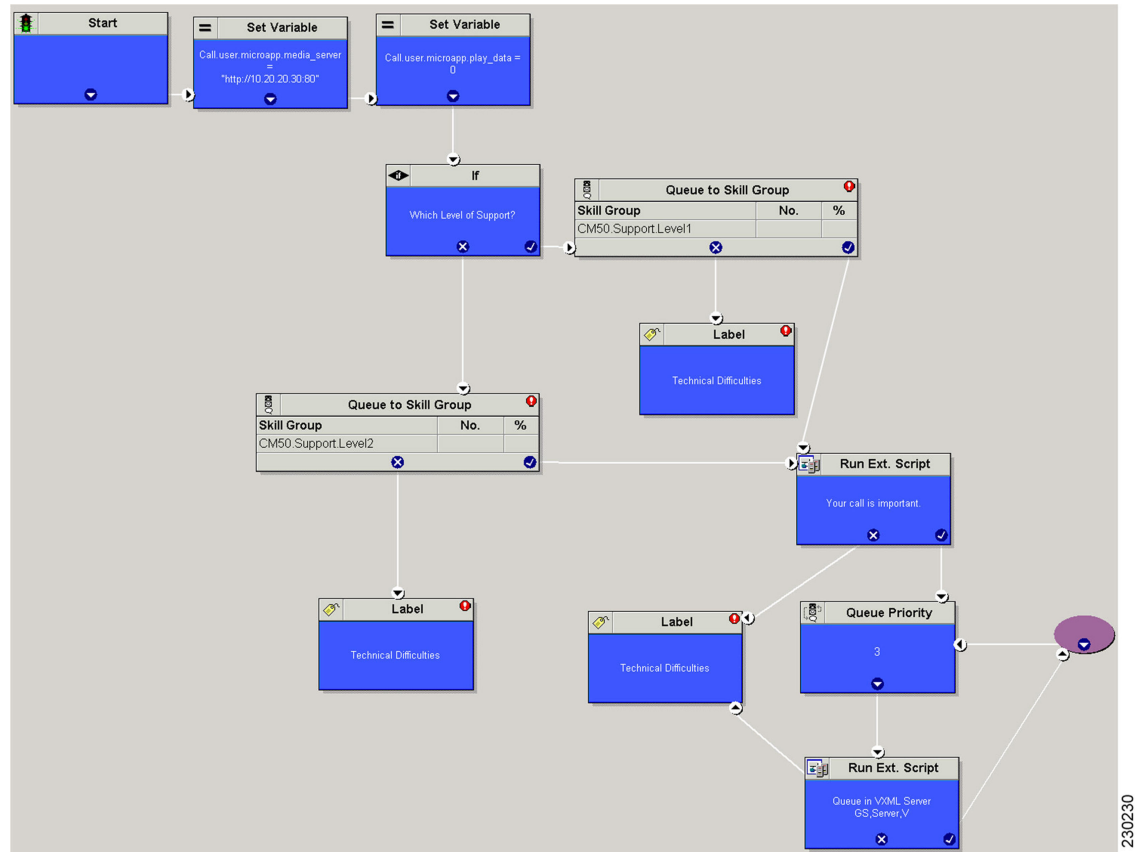 Start
Set Variable
Call.user.microapp.media_server
=
"http://10.20.20.30:80"
Set Variable
Call.user.microapp.play_data =
0
If
Which Level of Support?
Queue to Skill Group
Skill Group No. %
CM50.Support.Level1
Label
Technical Difficulties
Queue to Skill Group
Skill Group No. %
CM50.Support.Level2
Run Ext. Script
Your call is important.
Label
Technical Difficulties
Label
Technical Difficulties
Queue Priority
3
Run Ext. Script
Queue in VXML Server
GS,Server,V
230230